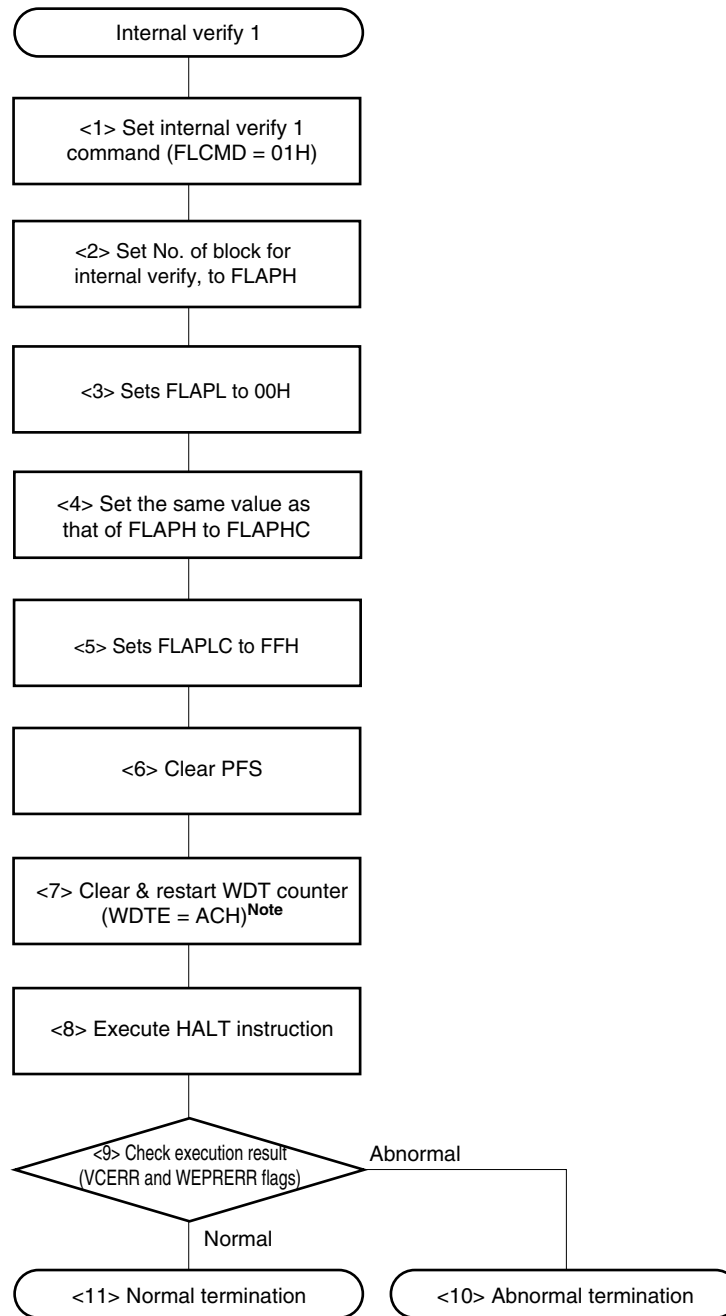 Internal verify 1
<1> Set internal verify 1
command (FLCMD = 01H)
<2> Set No. of block for
internal verify, to FLAPH
<3> Sets FLAPL to 00H
<4> Set the same value as
that of FLAPH to FLAPHC
<5> Sets FLAPLC to FFH
<6> Clear PFS
<7> Clear & restart WDT counter
(WDTE = ACH)Note
<8> Execute HALT instruction
<9> Check execution result
(VCERR and WEPRERR flags)
Abnormal
Normal
<11> Normal termination
<10> Abnormal termination